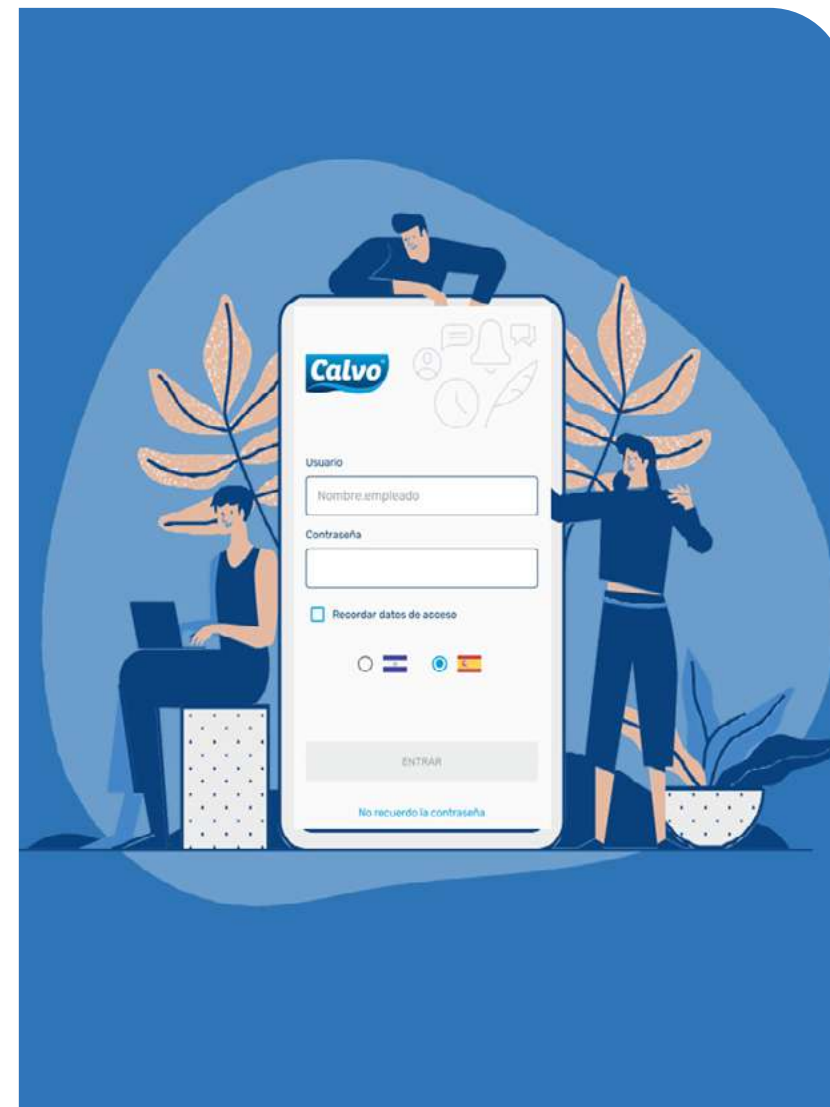 Calvo
Usuario
Nombre.empleado
Contraseña
Recordar datos de acceso
ENTRAR
No recuerdo la contraseña